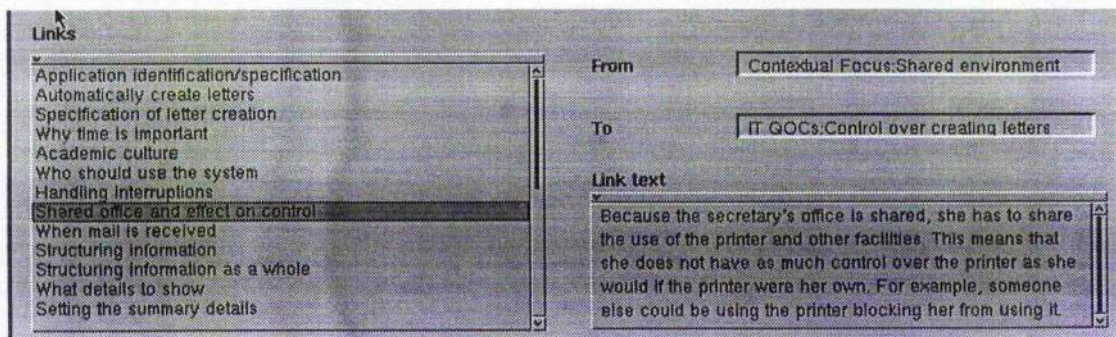 Links
Application identification/specification
Automatically create letters
Specification of letter creation
Why time is important
Academic culture
Who should use the system
Handling interruptions
Shared office and effect on control
When mail is received
Structuring information
Structuring information as a whole
What details to show
Setting the summary details
From
Contextual Focus:Shared environment
To
IT QOCs:Control over creating letters
Link text
Because the secretary's office is shared, she has to share
the use of the printer and other facilities. This means that
she does not have as much control over the printer as she
would if the printer were her own. For example, someone
else could be using the printer blocking her from using it.